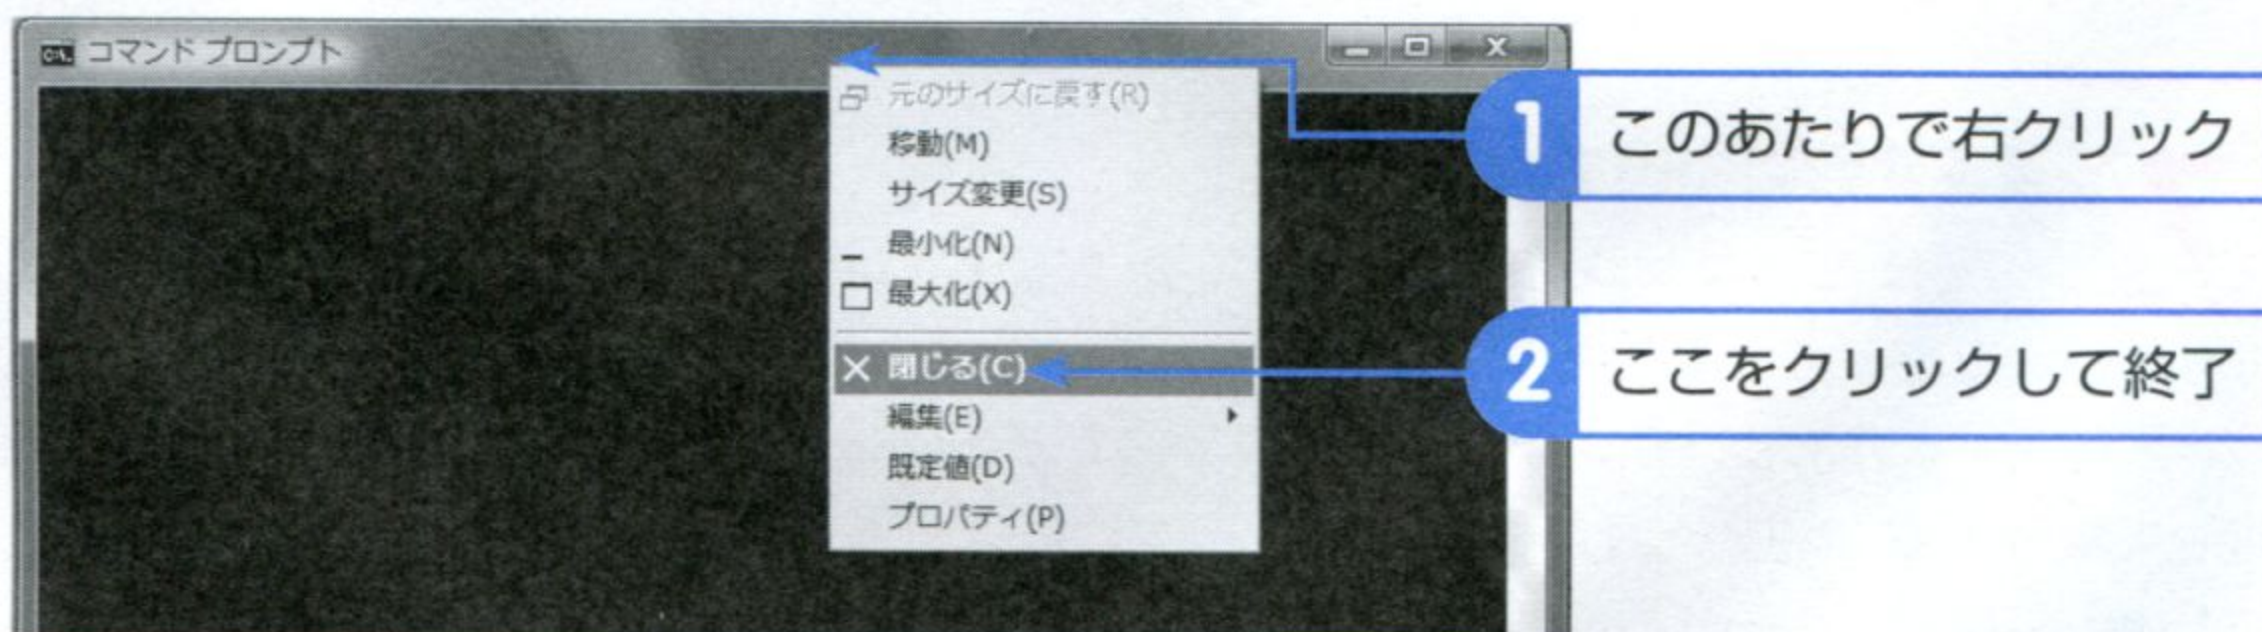 コマンド プロンプト
元のサイズに戻す(R)
移動(M)
サイズ変更(S)
最小化(N)
最大化(X)
閉じる(C)
編集(E)
既定値(D)
プロパティ(P)
1 このあたりで右クリック
2 ここをクリックして終了